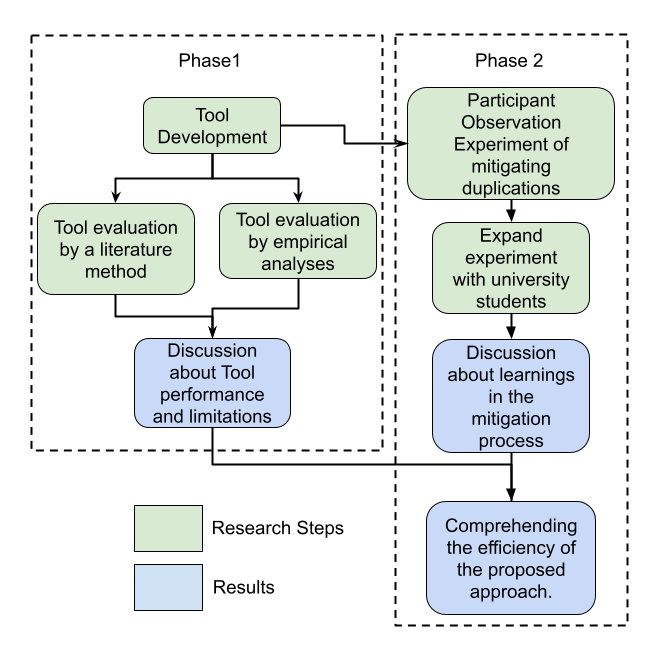 Phase1
Tool
Development
Tool evaluation
by a literature
method
Tool evaluation
by empirical
analyses
Discussion
about Tool
performance
and limitations
Phase 2
Participant
Observation
Experiment of
mitigating
duplications
Expand
experiment
with university
students
Discussion
about learnings
in the
mitigation
process
Comprehending
the efficiency of
the proposed
approach.
Research Steps
Results